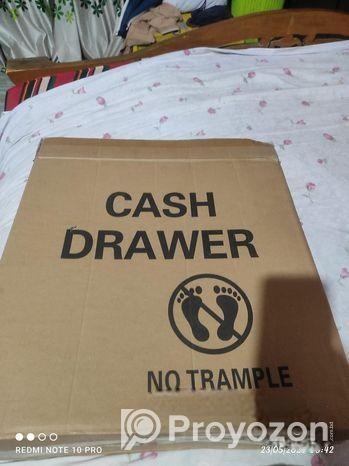 CASH
DRAWER
NO TRAMPLE
Proyozon
REDMI NOTE 10 PRO